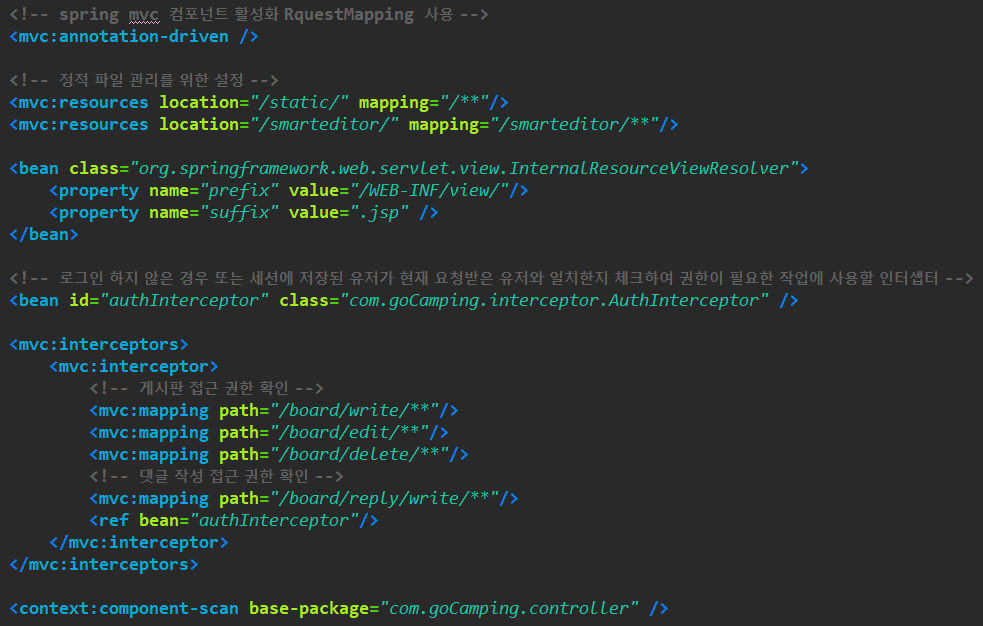 <!-- spring mvc 컴포넌트 활성화 RquestMapping 사용 -->
<mvc:annotation-driven />
<!-- 정적 파일 관리를 위한 설정 -->
<mvc:resources location="/static/" mapping="/**"/>
<mvc:resources location="/smarteditor/" mapping="/smarteditor/**"/>
<bean class="org.springframework.web.servlet.view.InternalResourceViewResolver">
<property name="prefix" value="/WEB-INF/view/"/>
<property name="suffix" value=".jsp" />
</bean>
<!-- 로그인 하지 않은 경우 또는 세션에 저장된 유저가 현재 요청받은 유저와 일치한지 체크하여 권한이 필요한 작업에 사용할 인터셉터 -->
<bean id="authInterceptor" class="com.goCamping.interceptor.AuthInterceptor" />
<mvc:interceptors>
<mvc:interceptor>
<!-- 게시판 접근 권한 확인 -->
<mvc:mapping path="/board/write/**"/>
<mvc:mapping path="/board/edit/**"/>
<mvc:mapping path="/board/delete/**"/>
<!-- 댓글 작성 접근 권한 확인 -->
<mvc:mapping path="/board/reply/write/**"/>
<ref bean="authInterceptor"/>
</mvc:interceptor>
</mvc:interceptors>
<context:component-scan base-package="com.goCamping.controller" />